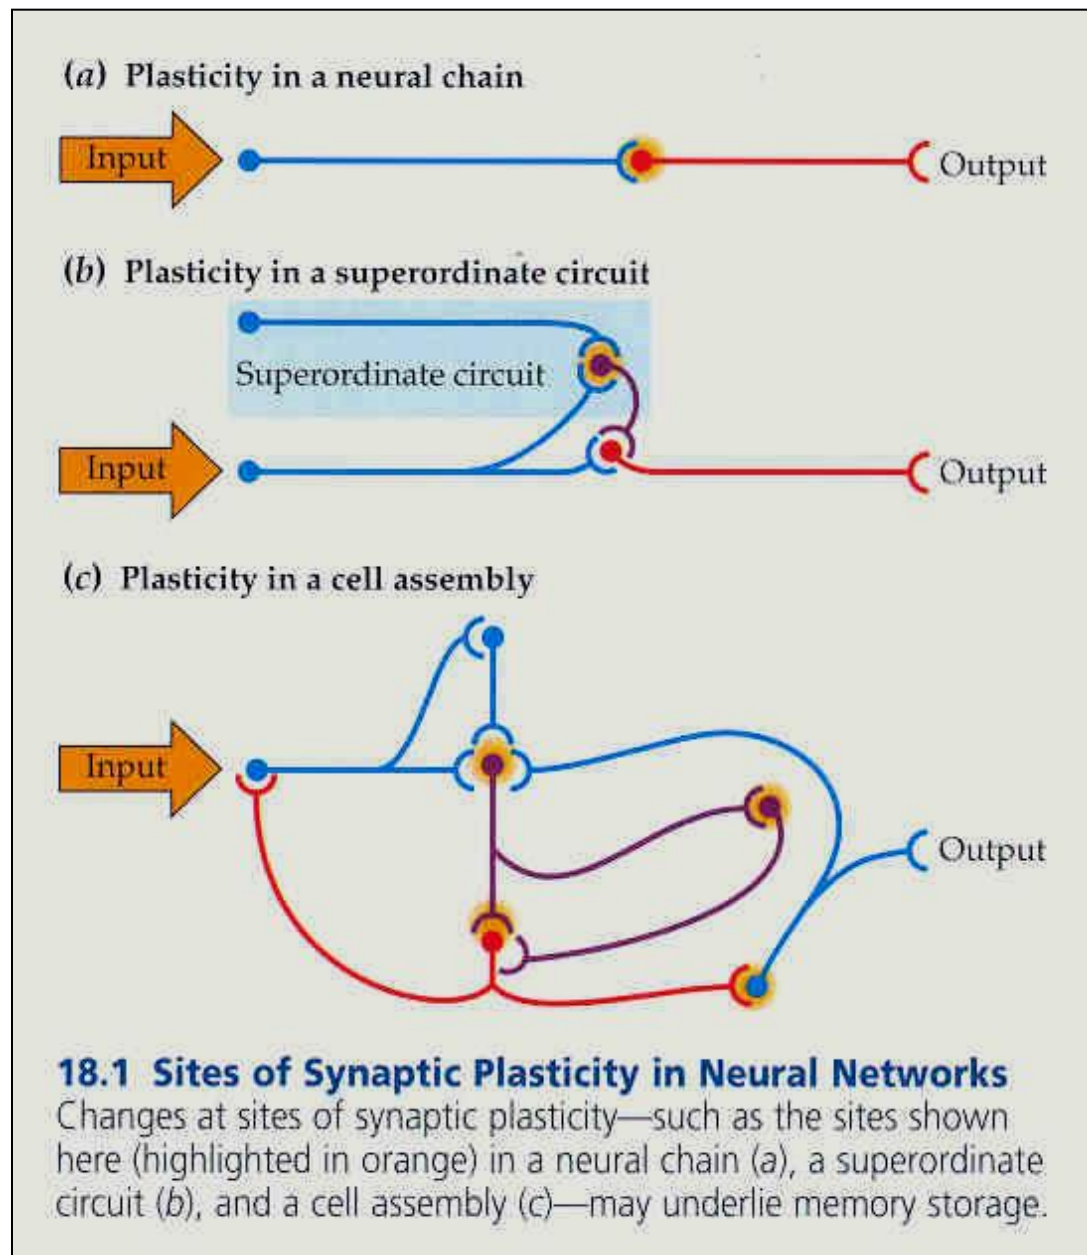 (a) Plasticity in a neural chain
Input
Output
(b) Plasticity in a superordinate circuit
Superordinate circuit
Input
Output
(c) Plasticity in a cell assembly
Input
Output
18.1 Sites of Synaptic Plasticity in Neural Networks
Changes at sites of synaptic plasticity—such as the sites shown
here (highlighted in orange) in a neural chain (a), a superordinate
circuit (b), and a cell assembly (c)—may underlie memory storage.